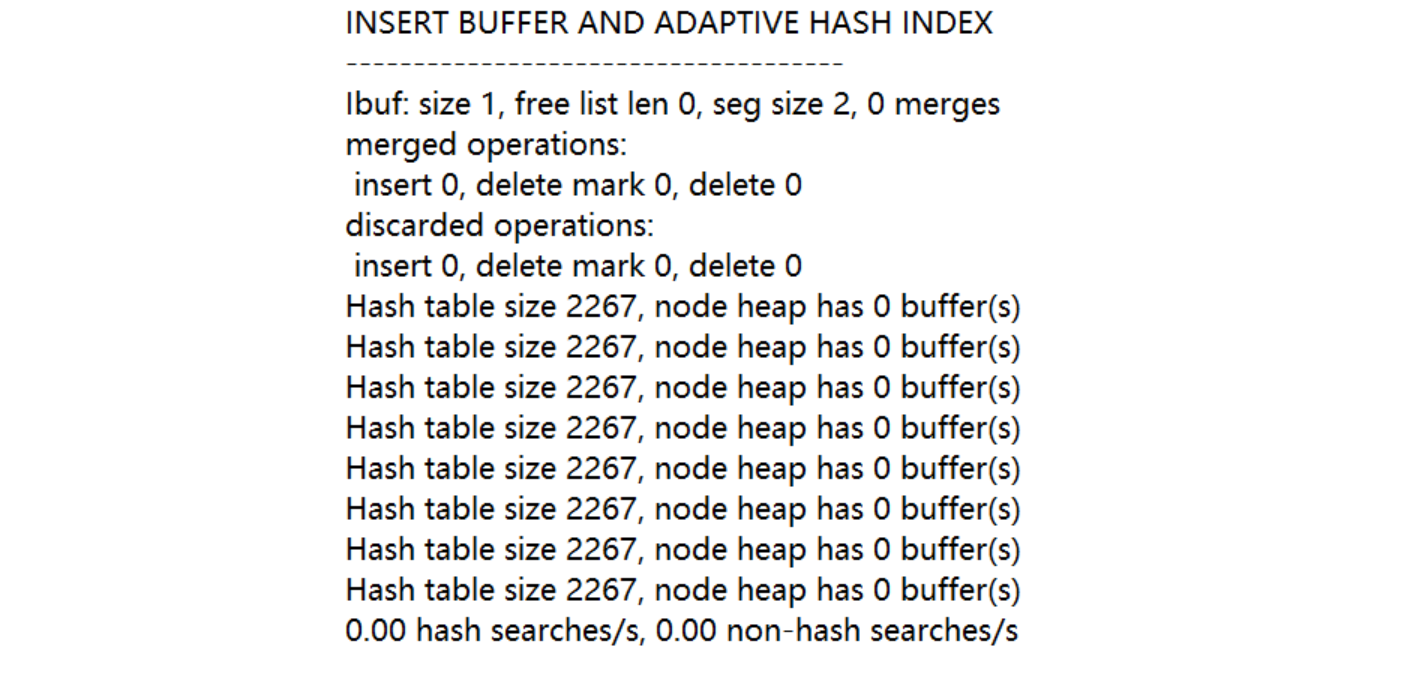 INSERT BUFFER AND ADAPTIVE HASH INDEX
-------------------------------------
Ibuf: size 1, free list len 0, seg size 2, 0 merges
merged operations:
 insert 0, delete mark 0, delete 0
discarded operations:
 insert 0, delete mark 0, delete 0
Hash table size 2267, node heap has 0 buffer(s)
Hash table size 2267, node heap has 0 buffer(s)
Hash table size 2267, node heap has 0 buffer(s)
Hash table size 2267, node heap has 0 buffer(s)
Hash table size 2267, node heap has 0 buffer(s)
Hash table size 2267, node heap has 0 buffer(s)
Hash table size 2267, node heap has 0 buffer(s)
Hash table size 2267, node heap has 0 buffer(s)
0.00 hash searches/s, 0.00 non-hash searches/s